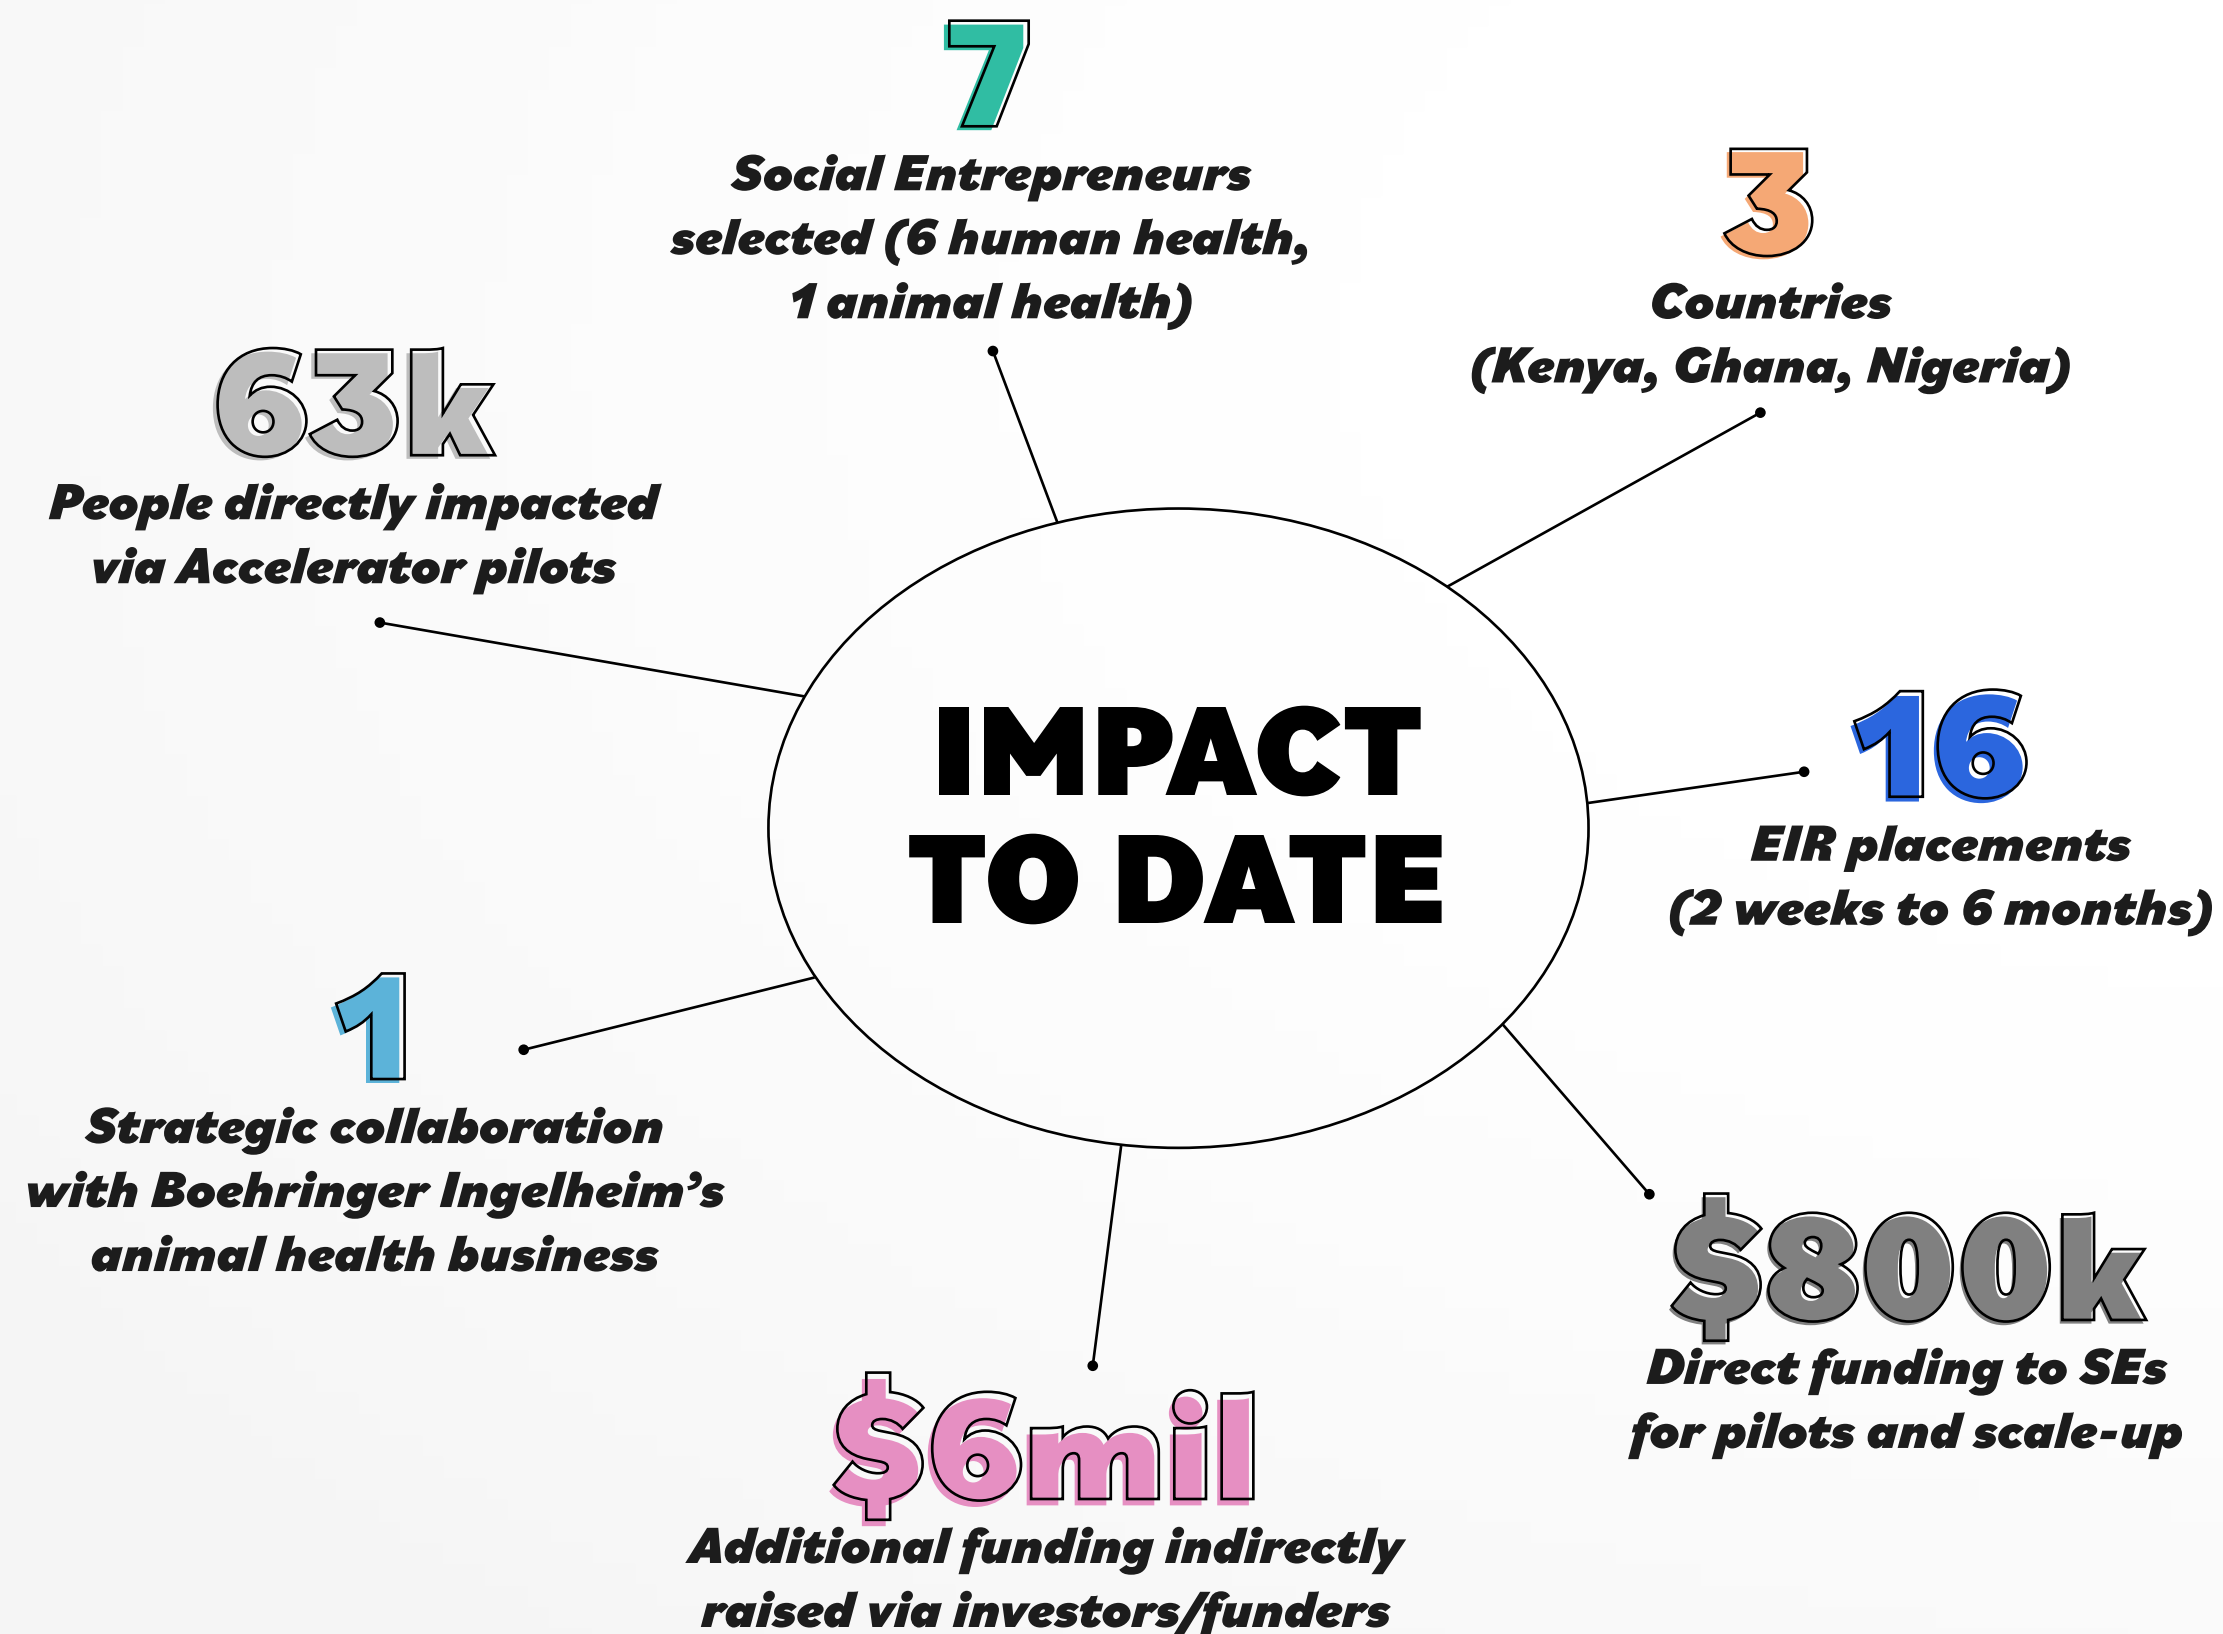 7
Social Entrepreneurs
selected (6 human health,
1 animal health)
3
Countries
(Kenya, Ghana, Nigeria)
63k
People directly impacted
via Accelerator pilots
IMPACT
TO DATE
16
EIR placements
(2 weeks to 6 months)
1
Strategic collaboration
with Boehringer Ingelheim’s
animal health business
$800k
Direct funding to SEs
for pilots and scale-up
$6mil
Additional funding indirectly
raised via investors/funders